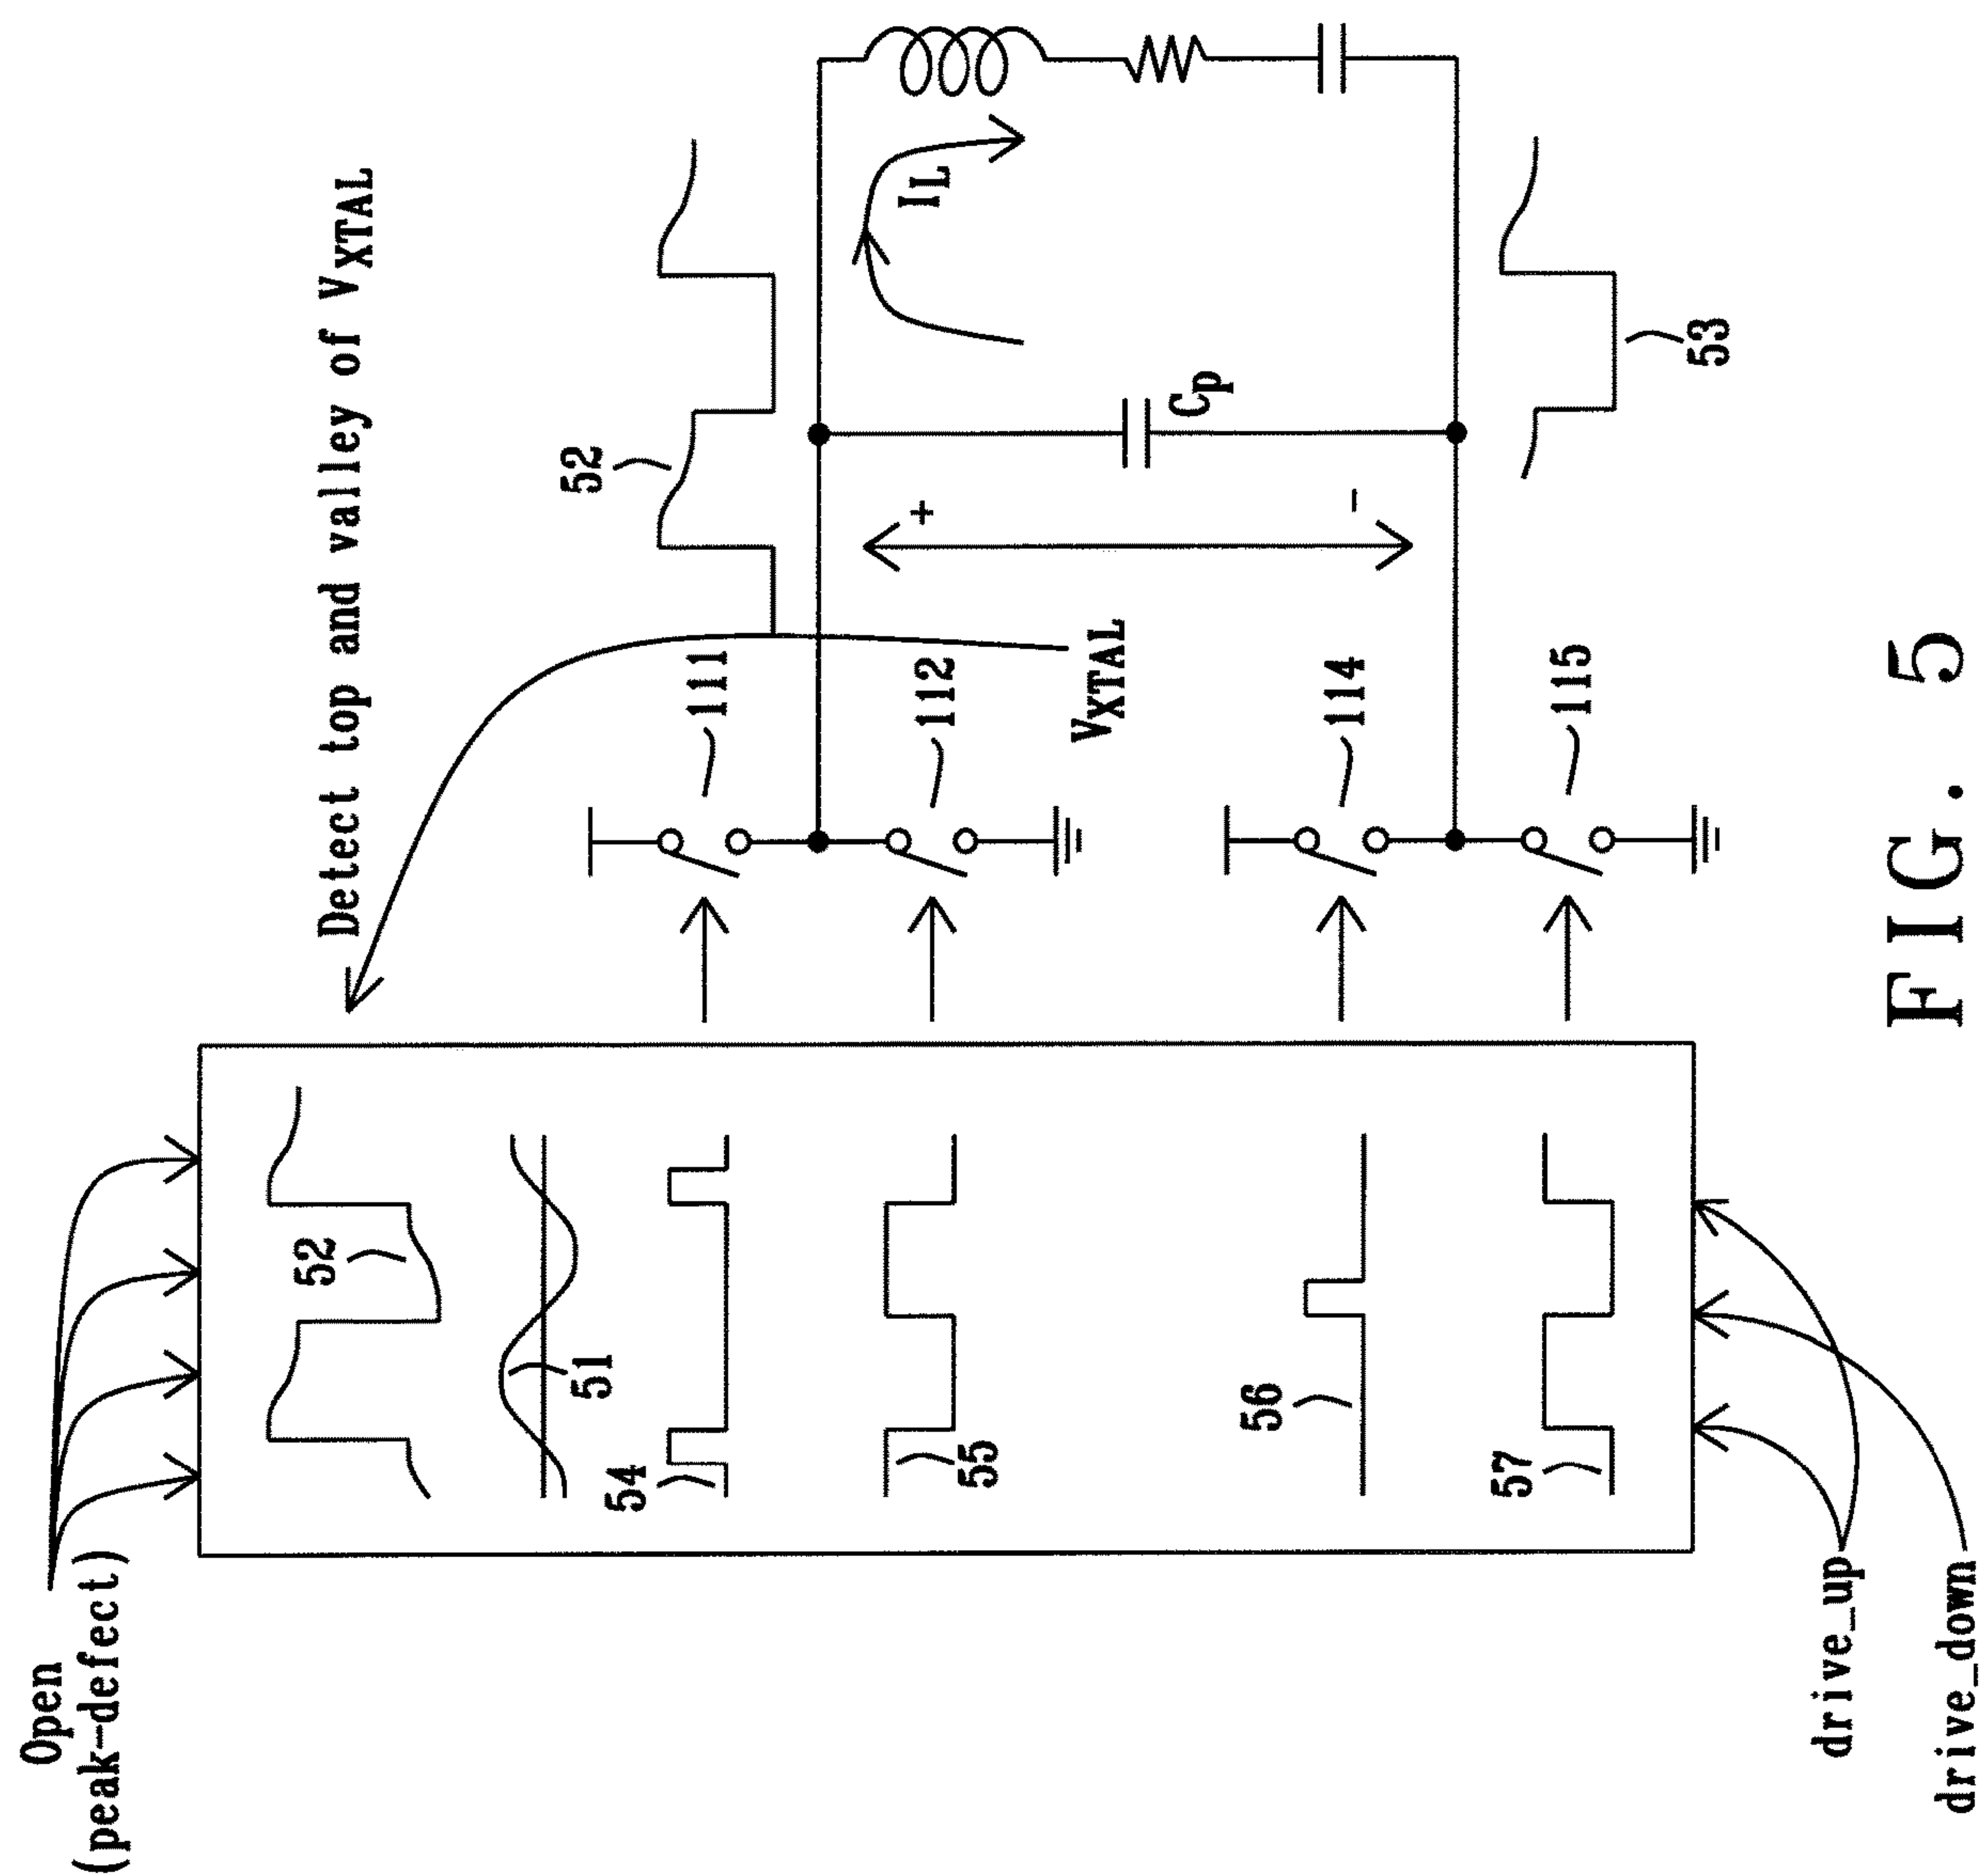 Open
(peak-defect)
Detect top and valley of VXTAL
52
51
54
55
56
57
drive_up
drive_down
111
112
VXTAL
114
115
52
+
-
Cp
IL
53
FIG. 5